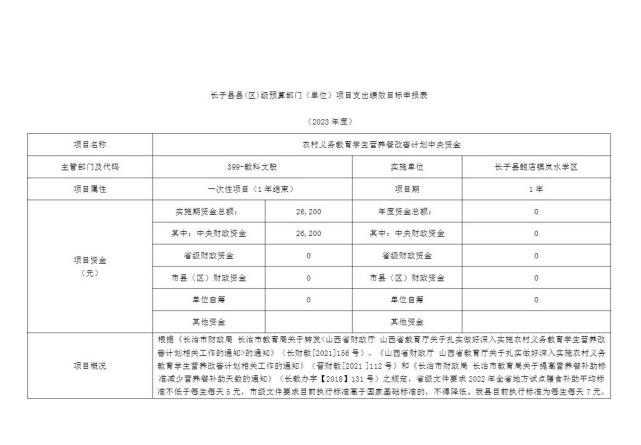 长子县县(区)级预算部门（单位）项目支出绩效目标申报表
（2023 年度）
项目名称 农村义务教育学生营养餐改善计划中央资金
主管部门及代码 399-教科文股 实施单位 长子县鲍店镇岚水学区
项目属性 一次性项目（1 年结束） 项目期 1 年
项目资金（元） 实施期资金总额： 26,200 年度资金总额： 0
其中：中央财政资金 26,200 其中：中央财政资金 0
省级财政资金 0 省级财政资金 0
市县（区）财政资金 0 市县（区）财政资金 0
单位自筹 0 单位自筹 0
其他资金 其他资金
项目概况
根据《长治市财政局 长治市教育局关于转发<山西省财政厅 山西省教育厅关于扎实做好深入实施农村义务教育学生营养改
善计划相关工作的通知>的通知》（长财教[2021]156 号）、《山西省财政厅 山西省教育厅关于扎实做好深入实施农村义务
教育学生营养改善计划相关工作的通知》（晋财教[2021 ]112 号）和《长治市财政局 长治市教育局关于提高营养餐补助标
准减少营养餐补助天数的通知》（长教办字【2018】131 号）之规定，省级文件要求 2022 年全省地方试点膳食补助平均标准
不低于每生每天 5 元，市级文件要求目前执行标准高于国家基础标准的，不得降低。我县目前执行标准为每生每天 7 元，